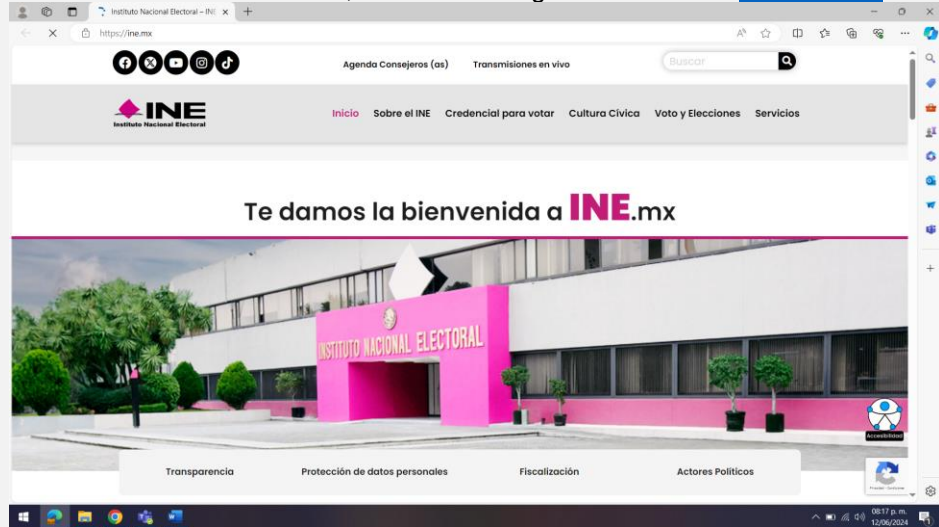 Instituto Nacional Electoral – INE
https://ine.mx
Agenda Consejeros (as) Transmisiones en vivo Buscar
INE
Instituto Nacional Electoral
Inicio Sobre el INE Credencial para votar Cultura Cívica Voto y Elecciones Servicios
Te damos la bienvenida a INE.mx
INSTITUTO NACIONAL ELECTORAL
Accesibilidad
Transparencia Protección de datos personales Fiscalización Actores Políticos
08:17 p. m.
12/06/2024